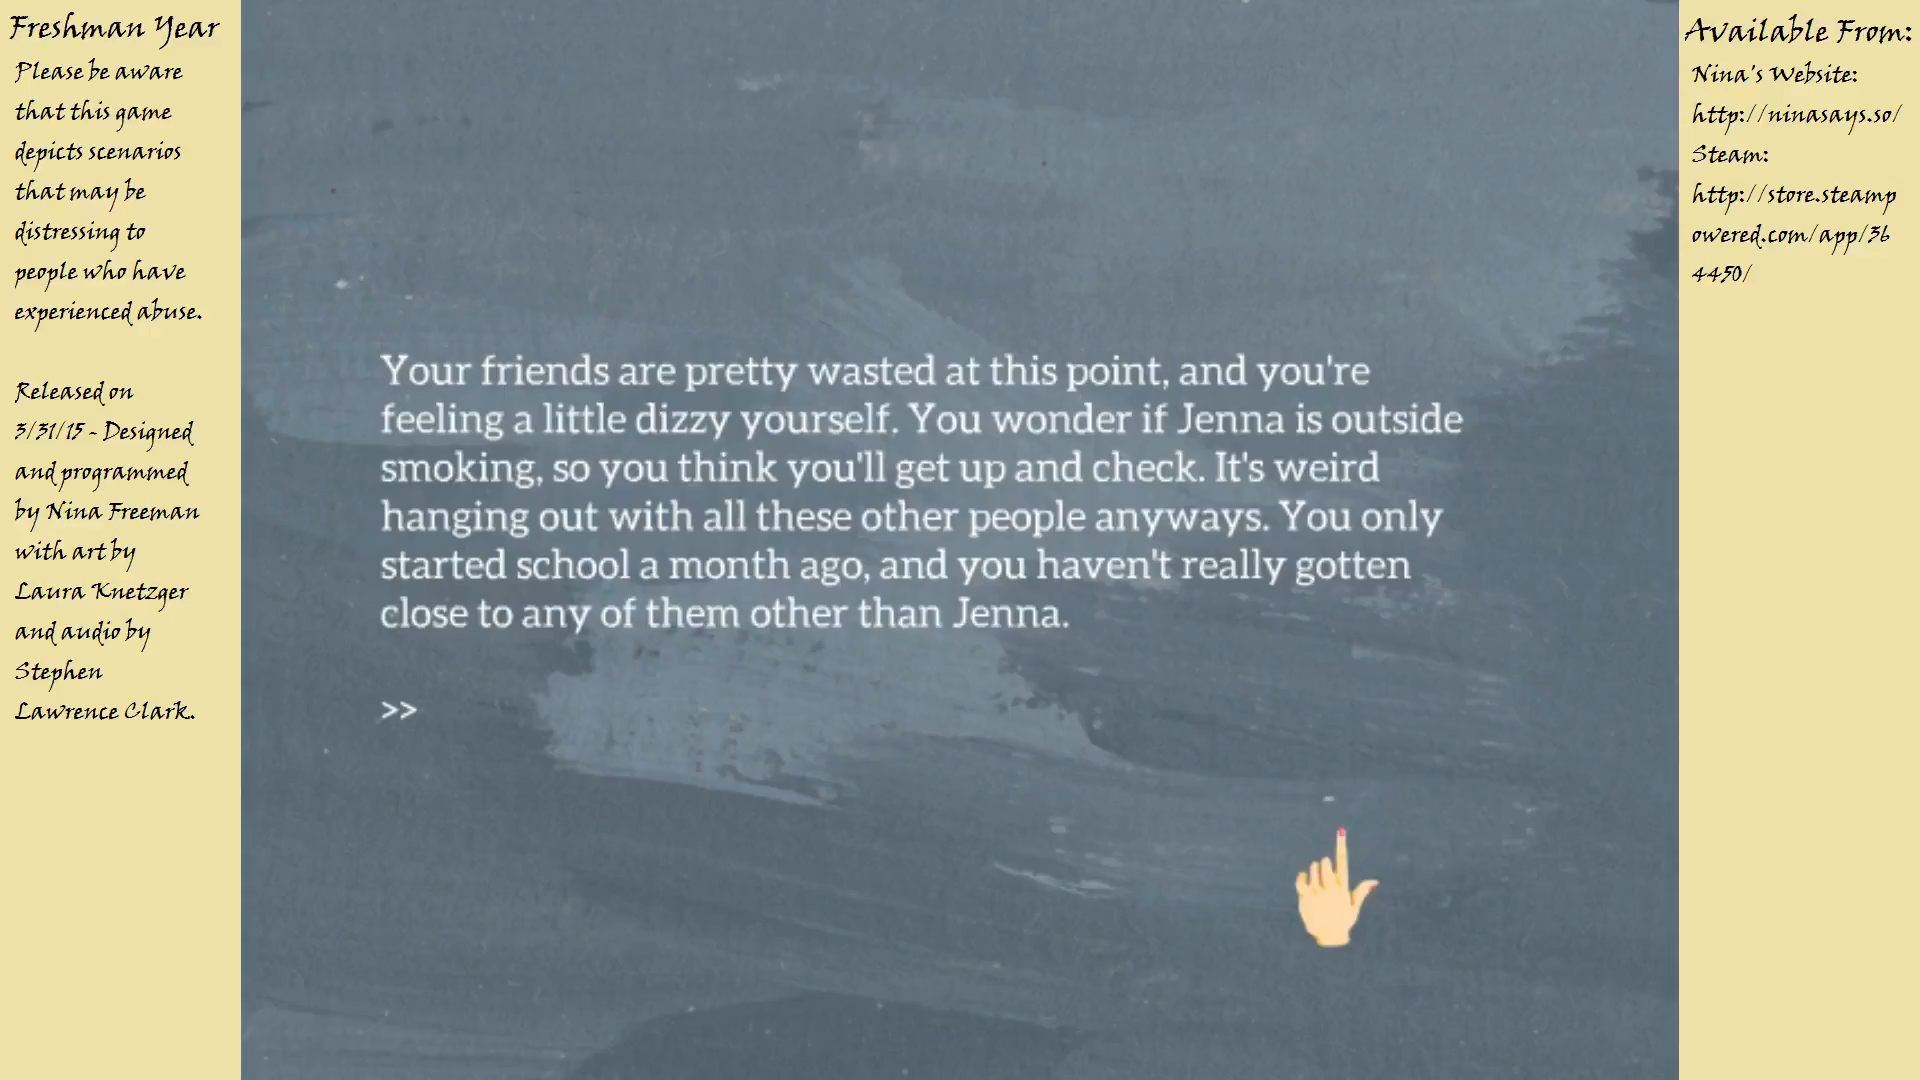 Freshman Year
Please be aware
that this game
depicts scenarios
that may be
distressing to
people who have
experienced abuse.
Released on
3/31/15 - Designed
and programmed
by Nina Freeman
with art by
Laura Knetzger
and audio by
Stephen
Lawrence Clark.
Your friends are pretty wasted at this point, and you're
feeling a little dizzy yourself. You wonder if Jenna is outside
smoking, so you think you'll get up and check. It's weird
hanging out with all these other people anyways. You only
started school a month ago, and you haven't really gotten
close to any of them other than Jenna.
>>
Available From:
Nina's Website:
http://ninasays.so/
Steam:
http://store.steamp
owered.com/app/36
4450/